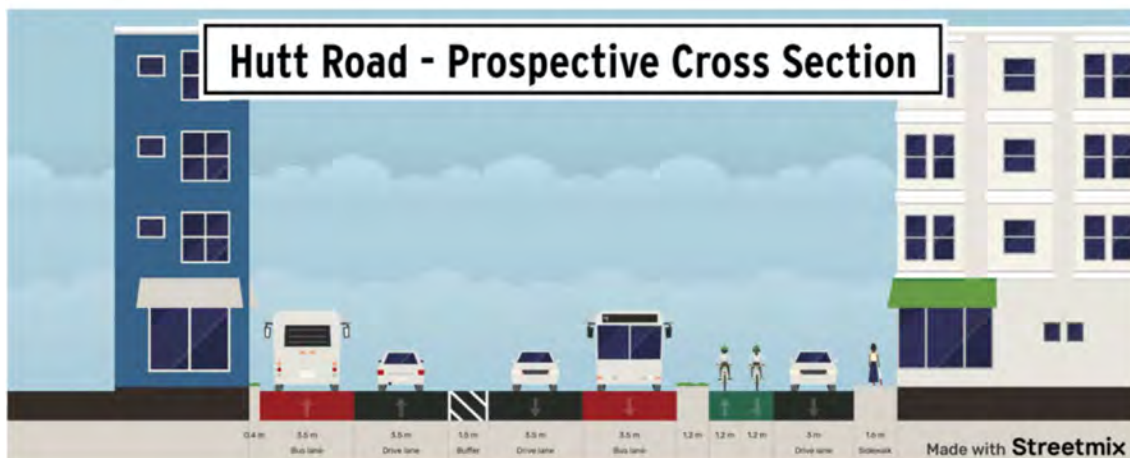 Hutt Road - Prospective Cross Section
0.4 m 3.5 m 3.5 m 1.5 m 3.5 m 3.5 m 1.2 m 1.2 m 1.2 m 3 m 1.6 m
Bus lane Drive lane Buffer Drive lane Bus lane Drive lane Sidewalk
Made with Streetmix